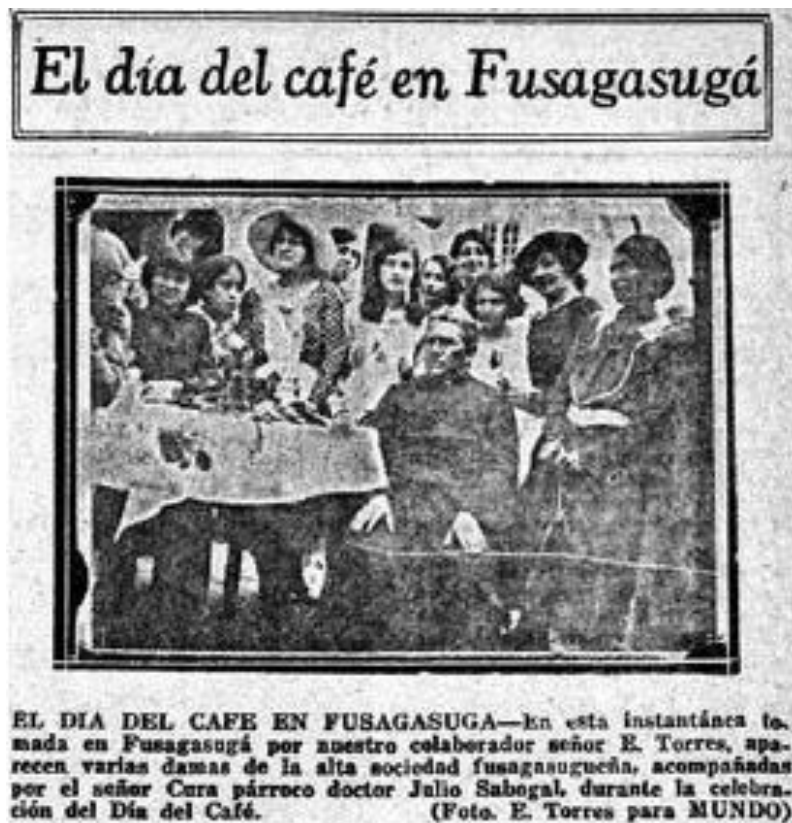 El día del café en Fusagasugá
EL DIA DEL CAFE EN FUSAGASUGA—En esta instantánea to-
mada en Fusagasugá por nuestro colaborador señor E. Torres, apa-
recen varias damas de la alta sociedad fusagasugueña, acompañadas
por el señor Cura párroco doctor Julio Sabogal, durante la celebra-
ción del Día del Café. (Foto. E. Torres para MUNDO)